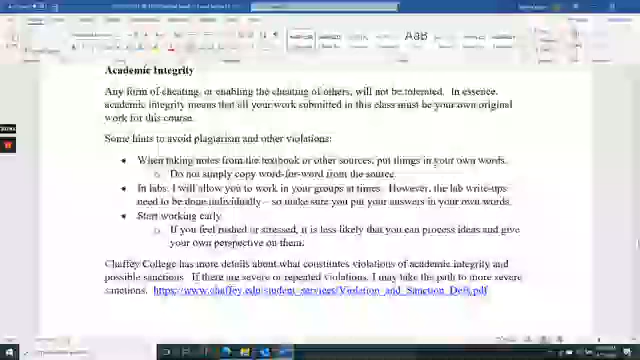 Academic Integrity
Any form of cheating, or enabling the cheating of others, will not be tolerated. In essence,
academic integrity means that all your work submitted in this class must be your own original
work for this course.
Some hints to avoid plagiarism and other violations:
• When taking notes from the textbook or other sources, put things in your own words.
o Do not simply copy word-for-word from the source.
• In labs, I will allow you to work in your groups at times. However, the lab write-ups
need to be done individually – so make sure you put your answers in your own words.
• Start working early
o If you feel rushed or stressed, it is less likely that you can process ideas and give
your own perspective on them.
Chaffey College has more details about what constitutes violations of academic integrity and
possible sanctions. If there are severe or repeated violations, I may take the path to more severe
sanctions. https://www.chaffey.edu/student_services/Violation_and_Sanction_Defs.pdf